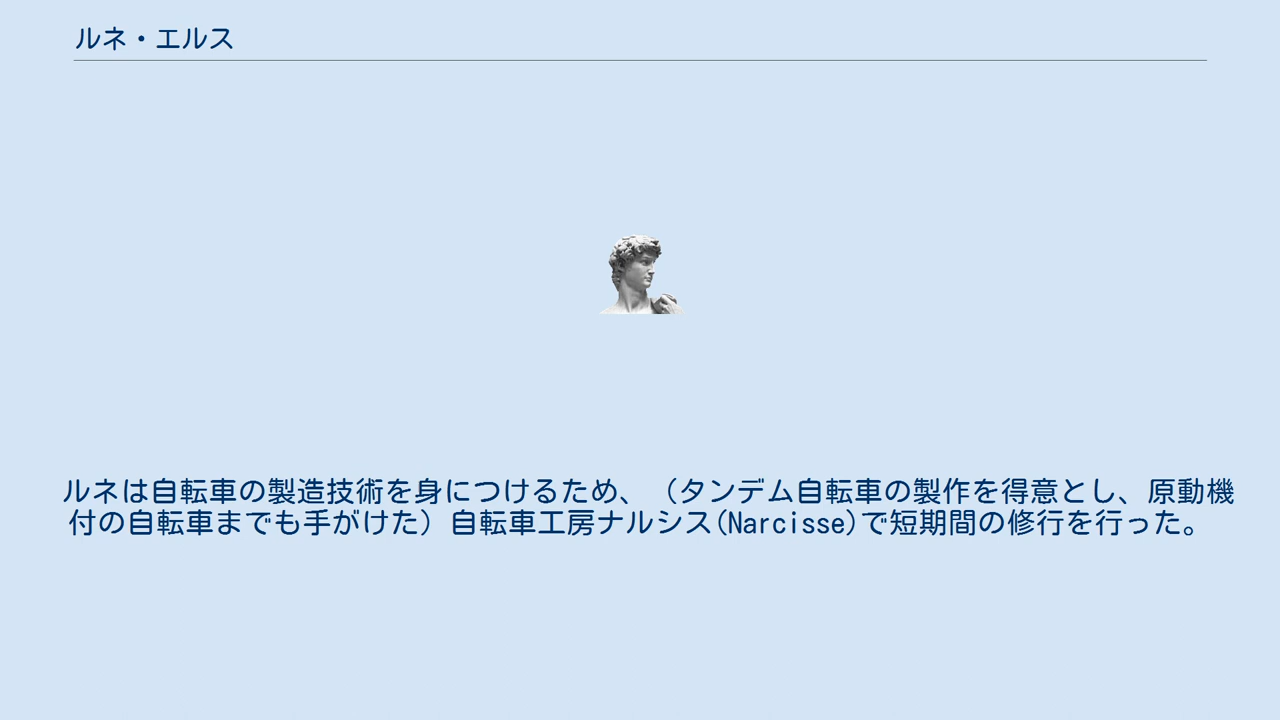 ルネ・エルス
ルネは自転車の製造技術を身につけるため、（タンデム自転車の製作を得意とし、原動機
付の自転車までも手がけた）自転車工房ナルシス(Narcisse)で短期間の修行を行った。